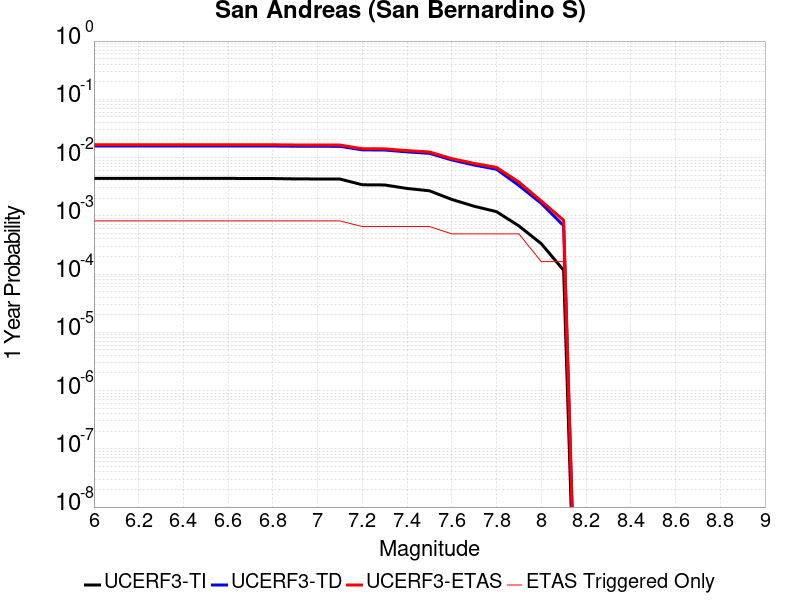 San Andreas (San Bernardino S)
1 Year Probability
10^0
10^-1
10^-2
10^-3
10^-4
10^-5
10^-6
10^-7
10^-8
6 6.2 6.4 6.6 6.8 7 7.2 7.4 7.6 7.8 8 8.2 8.4 8.6 8.8 9
Magnitude
UCERF3-TI UCERF3-TD UCERF3-ETAS ETAS Triggered Only